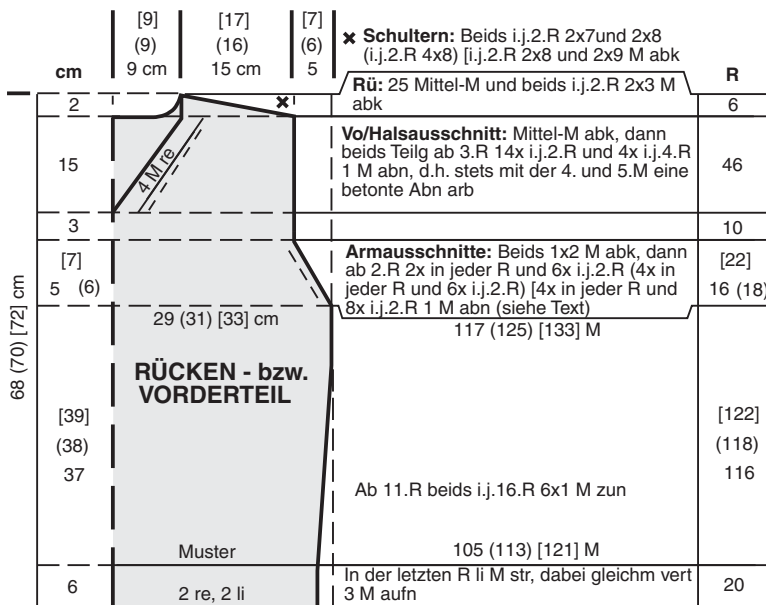 [9] [17] [7]
(9) (16) (6)
9 cm 15 cm 5
✖ Schultern: Beids i.j.2.R 2x7und 2x8
(i.j.2.R 4x8) [i.j.2.R 2x8 und 2x9 M abk
cm
R
Rü: 25 Mittel-M und beids i.j.2.R 2x3 M
abk
2
✖
6
Vo/Halsausschnitt: Mittel-M abk, dann
beids Teilg ab 3.R 14x i.j.2.R und 4x i.j.4.R
1 M abn, d.h. stets mit der 4. und 5.M eine
betonte Abn arb
15
4 M re
46
3
10
[7]
5 (6)
Armausschnitte: Beids 1x2 M abk, dann
ab 2.R 2x in jeder R und 6x i.j.2.R (4x in
jeder R und 6x i.j.2.R) [4x in jeder R und
8x i.j.2.R 1 M abn (siehe Text)
[22]
16 (18)
29 (31) [33] cm
117 (125) [133] M
68 (70) [72] cm
RÜCKEN - bzw.
VORDERTEIL
[39]
(38)
37
[122]
(118)
116
Ab 11.R beids i.j.16.R 6x1 M zun
Muster
105 (113) [121] M
6
2 re, 2 li
In der letzten R li M str, dabei gleichm vert
3 M aufn
20